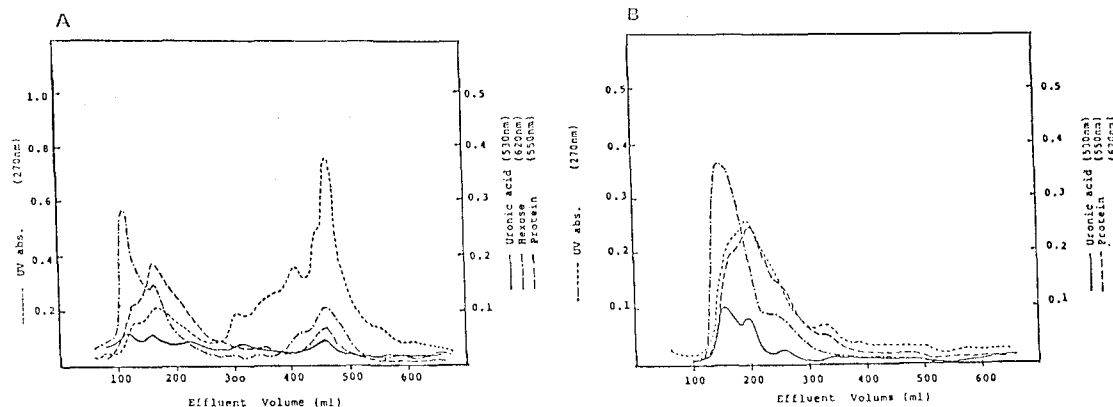 A
1.0
0.8
0.6
0.4
0.2
UV abs. (270nm)
0.5
0.4
0.3
0.2
0.1
Uronic acid (530nm)
Hexose (620nm)
Protein (550nm)
100 200 300 400 500 600
Effluent Volume (ml)
B
0.5
0.4
0.3
0.2
0.1
UV abs. (270nm)
0.5
0.4
0.3
0.2
0.1
Uronic acid (530nm)
(550nm)
Protein (620nm)
100 200 300 400 500 600
Effluent Volume (ml)